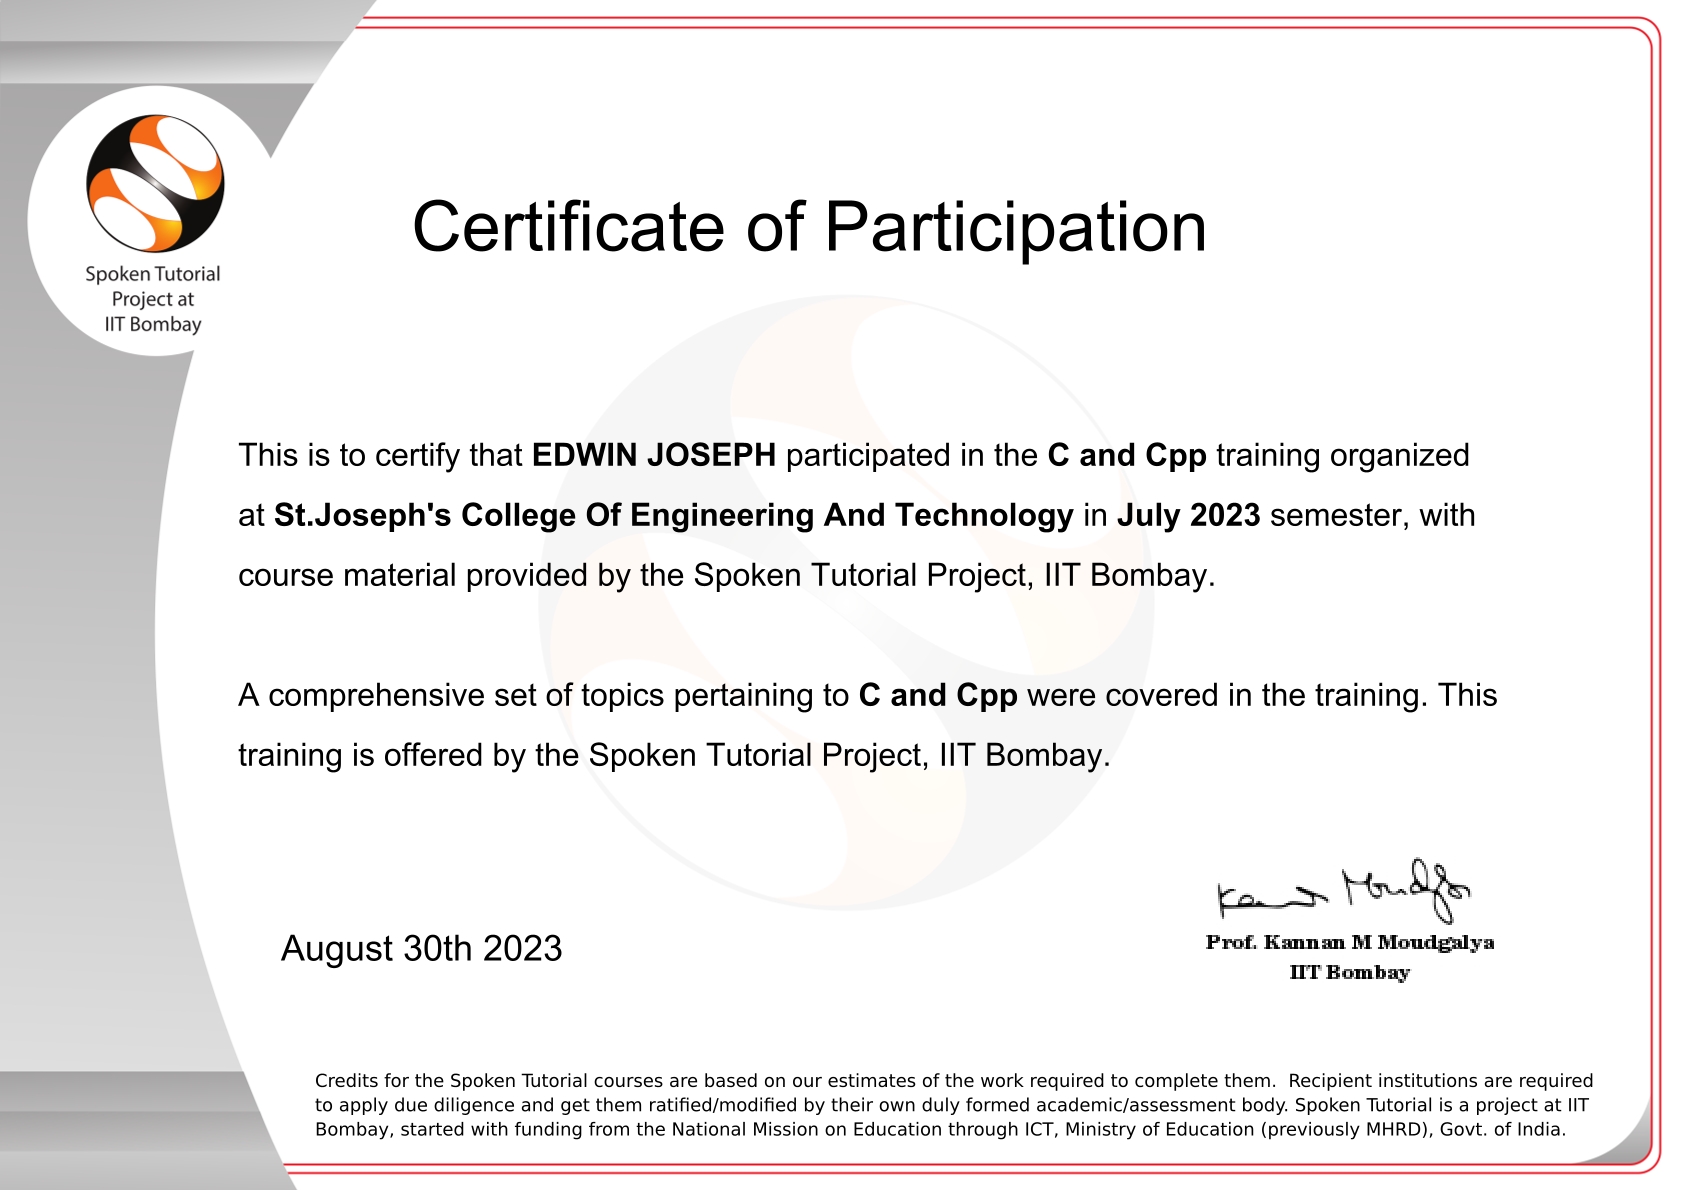 Spoken Tutorial
Project at
IIT Bombay
Certificate of Participation
This is to certify that EDWIN JOSEPH participated in the C and Cpp training organized
at St.Joseph's College Of Engineering And Technology in July 2023 semester, with
course material provided by the Spoken Tutorial Project, IIT Bombay.
A comprehensive set of topics pertaining to C and Cpp were covered in the training. This
training is offered by the Spoken Tutorial Project, IIT Bombay.
August 30th 2023
Prof. Kannan M Moudgalya
IIT Bombay
Credits for the Spoken Tutorial courses are based on our estimates of the work required to complete them.  Recipient institutions are required
to apply due diligence and get them ratified/modified by their own duly formed academic/assessment body. Spoken Tutorial is a project at IIT
Bombay, started with funding from the National Mission on Education through ICT, Ministry of Education (previously MHRD), Govt. of India.